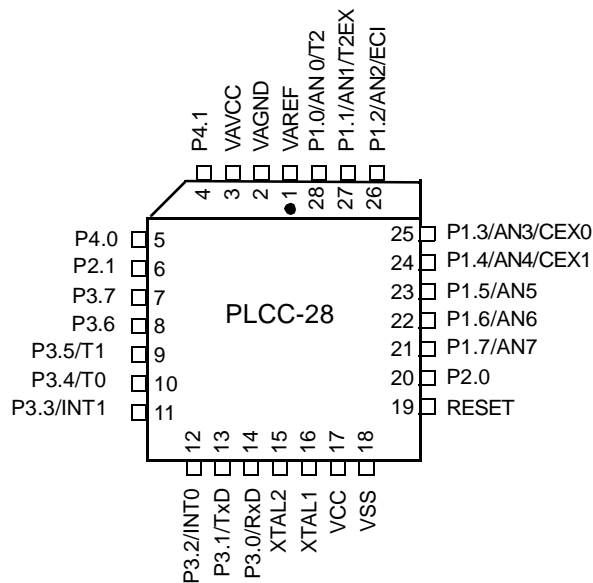 P4.1
VAVCC
VAGND
VAREF
P1.0/AN 0/T2
P1.1/AN1/T2EX
P1.2/AN2/ECI
4
3
2
1
28
27
26
P4.0
5
P2.1
6
P3.7
7
P3.6
8
P3.5/T1
9
P3.4/T0
10
P3.3/INT1
11
PLCC-28
25
P1.3/AN3/CEX0
24
P1.4/AN4/CEX1
23
P1.5/AN5
22
P1.6/AN6
21
P1.7/AN7
20
P2.0
19
RESET
12
13
14
15
16
17
18
P3.2/INT0
P3.1/TxD
P3.0/RxD
XTAL2
XTAL1
VCC
VSS